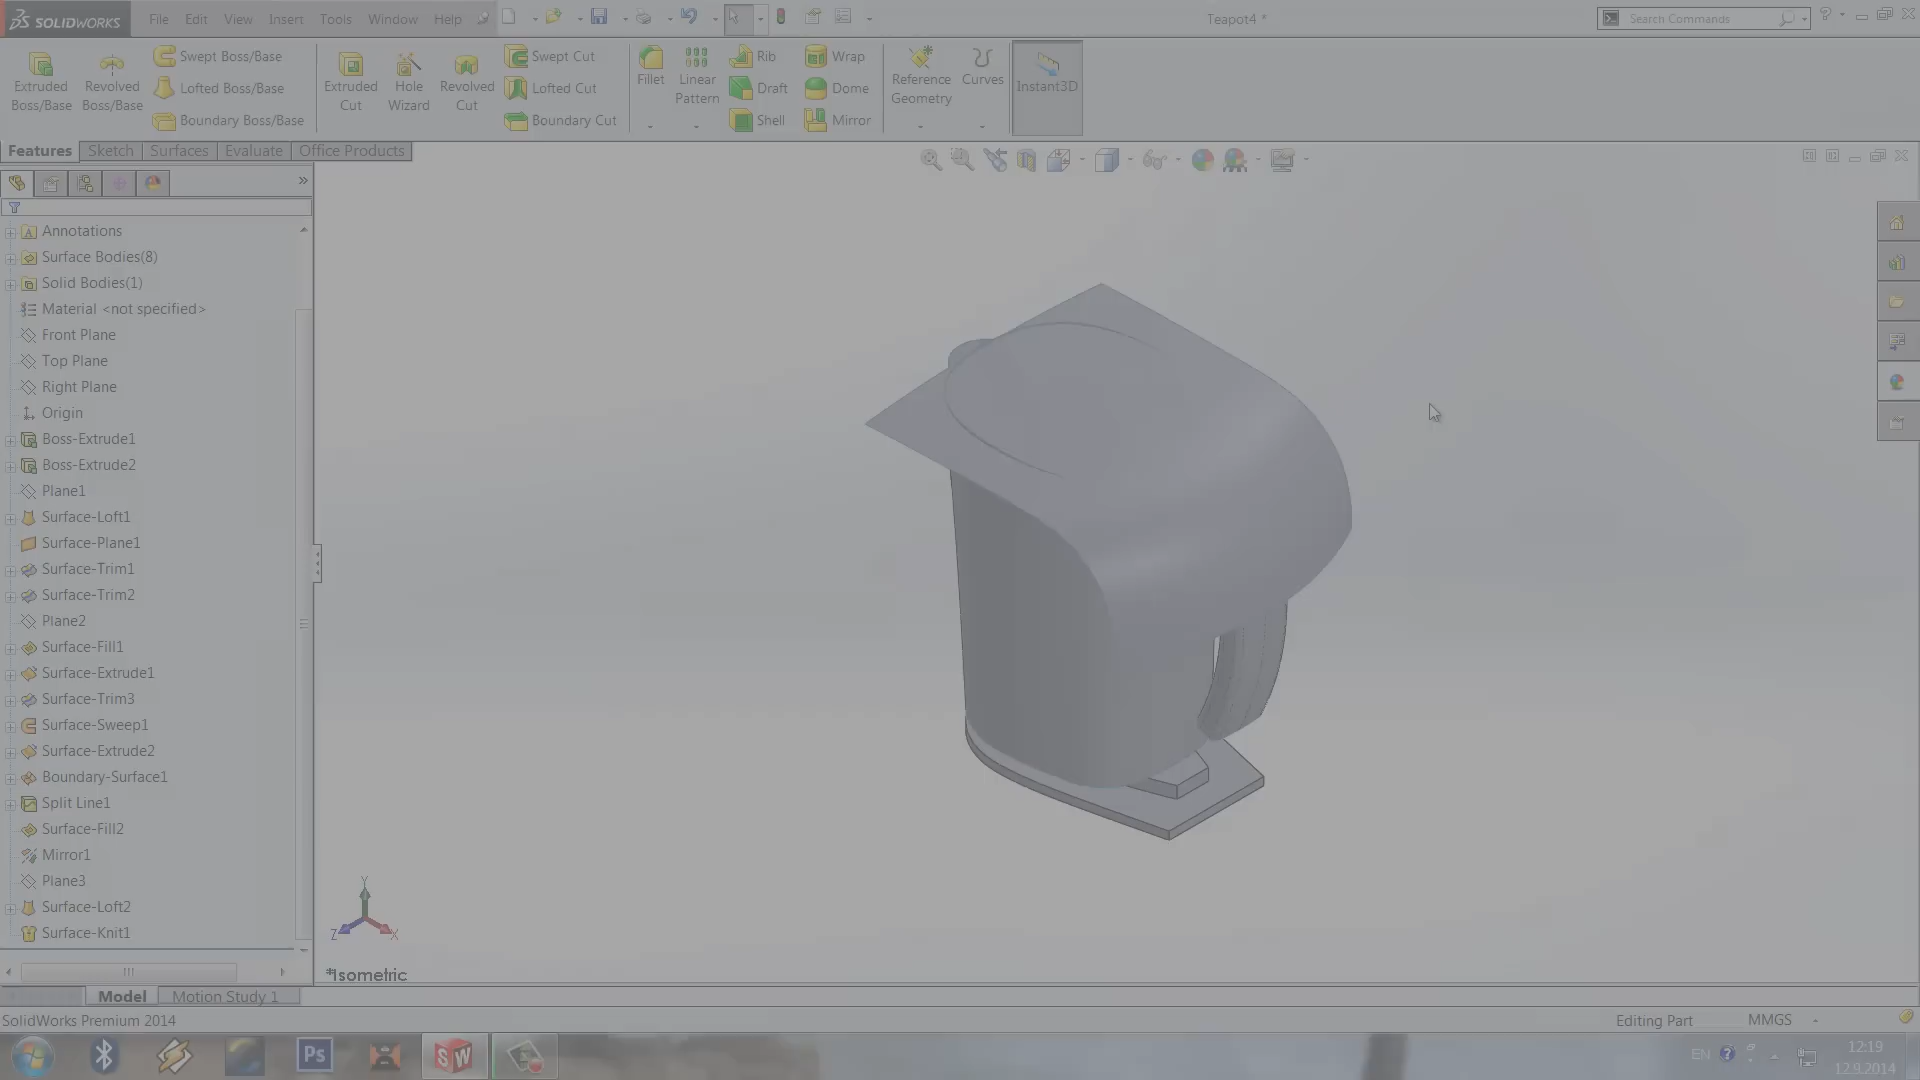 SOLIDWORKS File Edit View Insert Tools Window Help Teapot4 * Search Commands
Extruded Boss/Base
Revolved Boss/Base
Swept Boss/Base
Lofted Boss/Base
Boundary Boss/Base
Extruded Cut
Hole Wizard
Revolved Cut
Swept Cut
Lofted Cut
Boundary Cut
Fillet
Linear Pattern
Rib
Draft
Shell
Wrap
Dome
Mirror
Reference Geometry
Curves
Instant3D
Features Sketch Surfaces Evaluate Office Products
Annotations
Surface Bodies(8)
Solid Bodies(1)
Material <not specified>
Front Plane
Top Plane
Right Plane
Origin
Boss-Extrude1
Boss-Extrude2
Plane1
Surface-Loft1
Surface-Plane1
Surface-Trim1
Surface-Trim2
Plane2
Surface-Fill1
Surface-Extrude1
Surface-Trim3
Surface-Sweep1
Surface-Extrude2
Boundary-Surface1
Split Line1
Surface-Fill2
Mirror1
Plane3
Surface-Loft2
Surface-Knit1
Y
Z X
*Isometric
Model Motion Study 1
SolidWorks Premium 2014 Editing Part MMGS -
Ps SW EN 12:19
12.9.2014